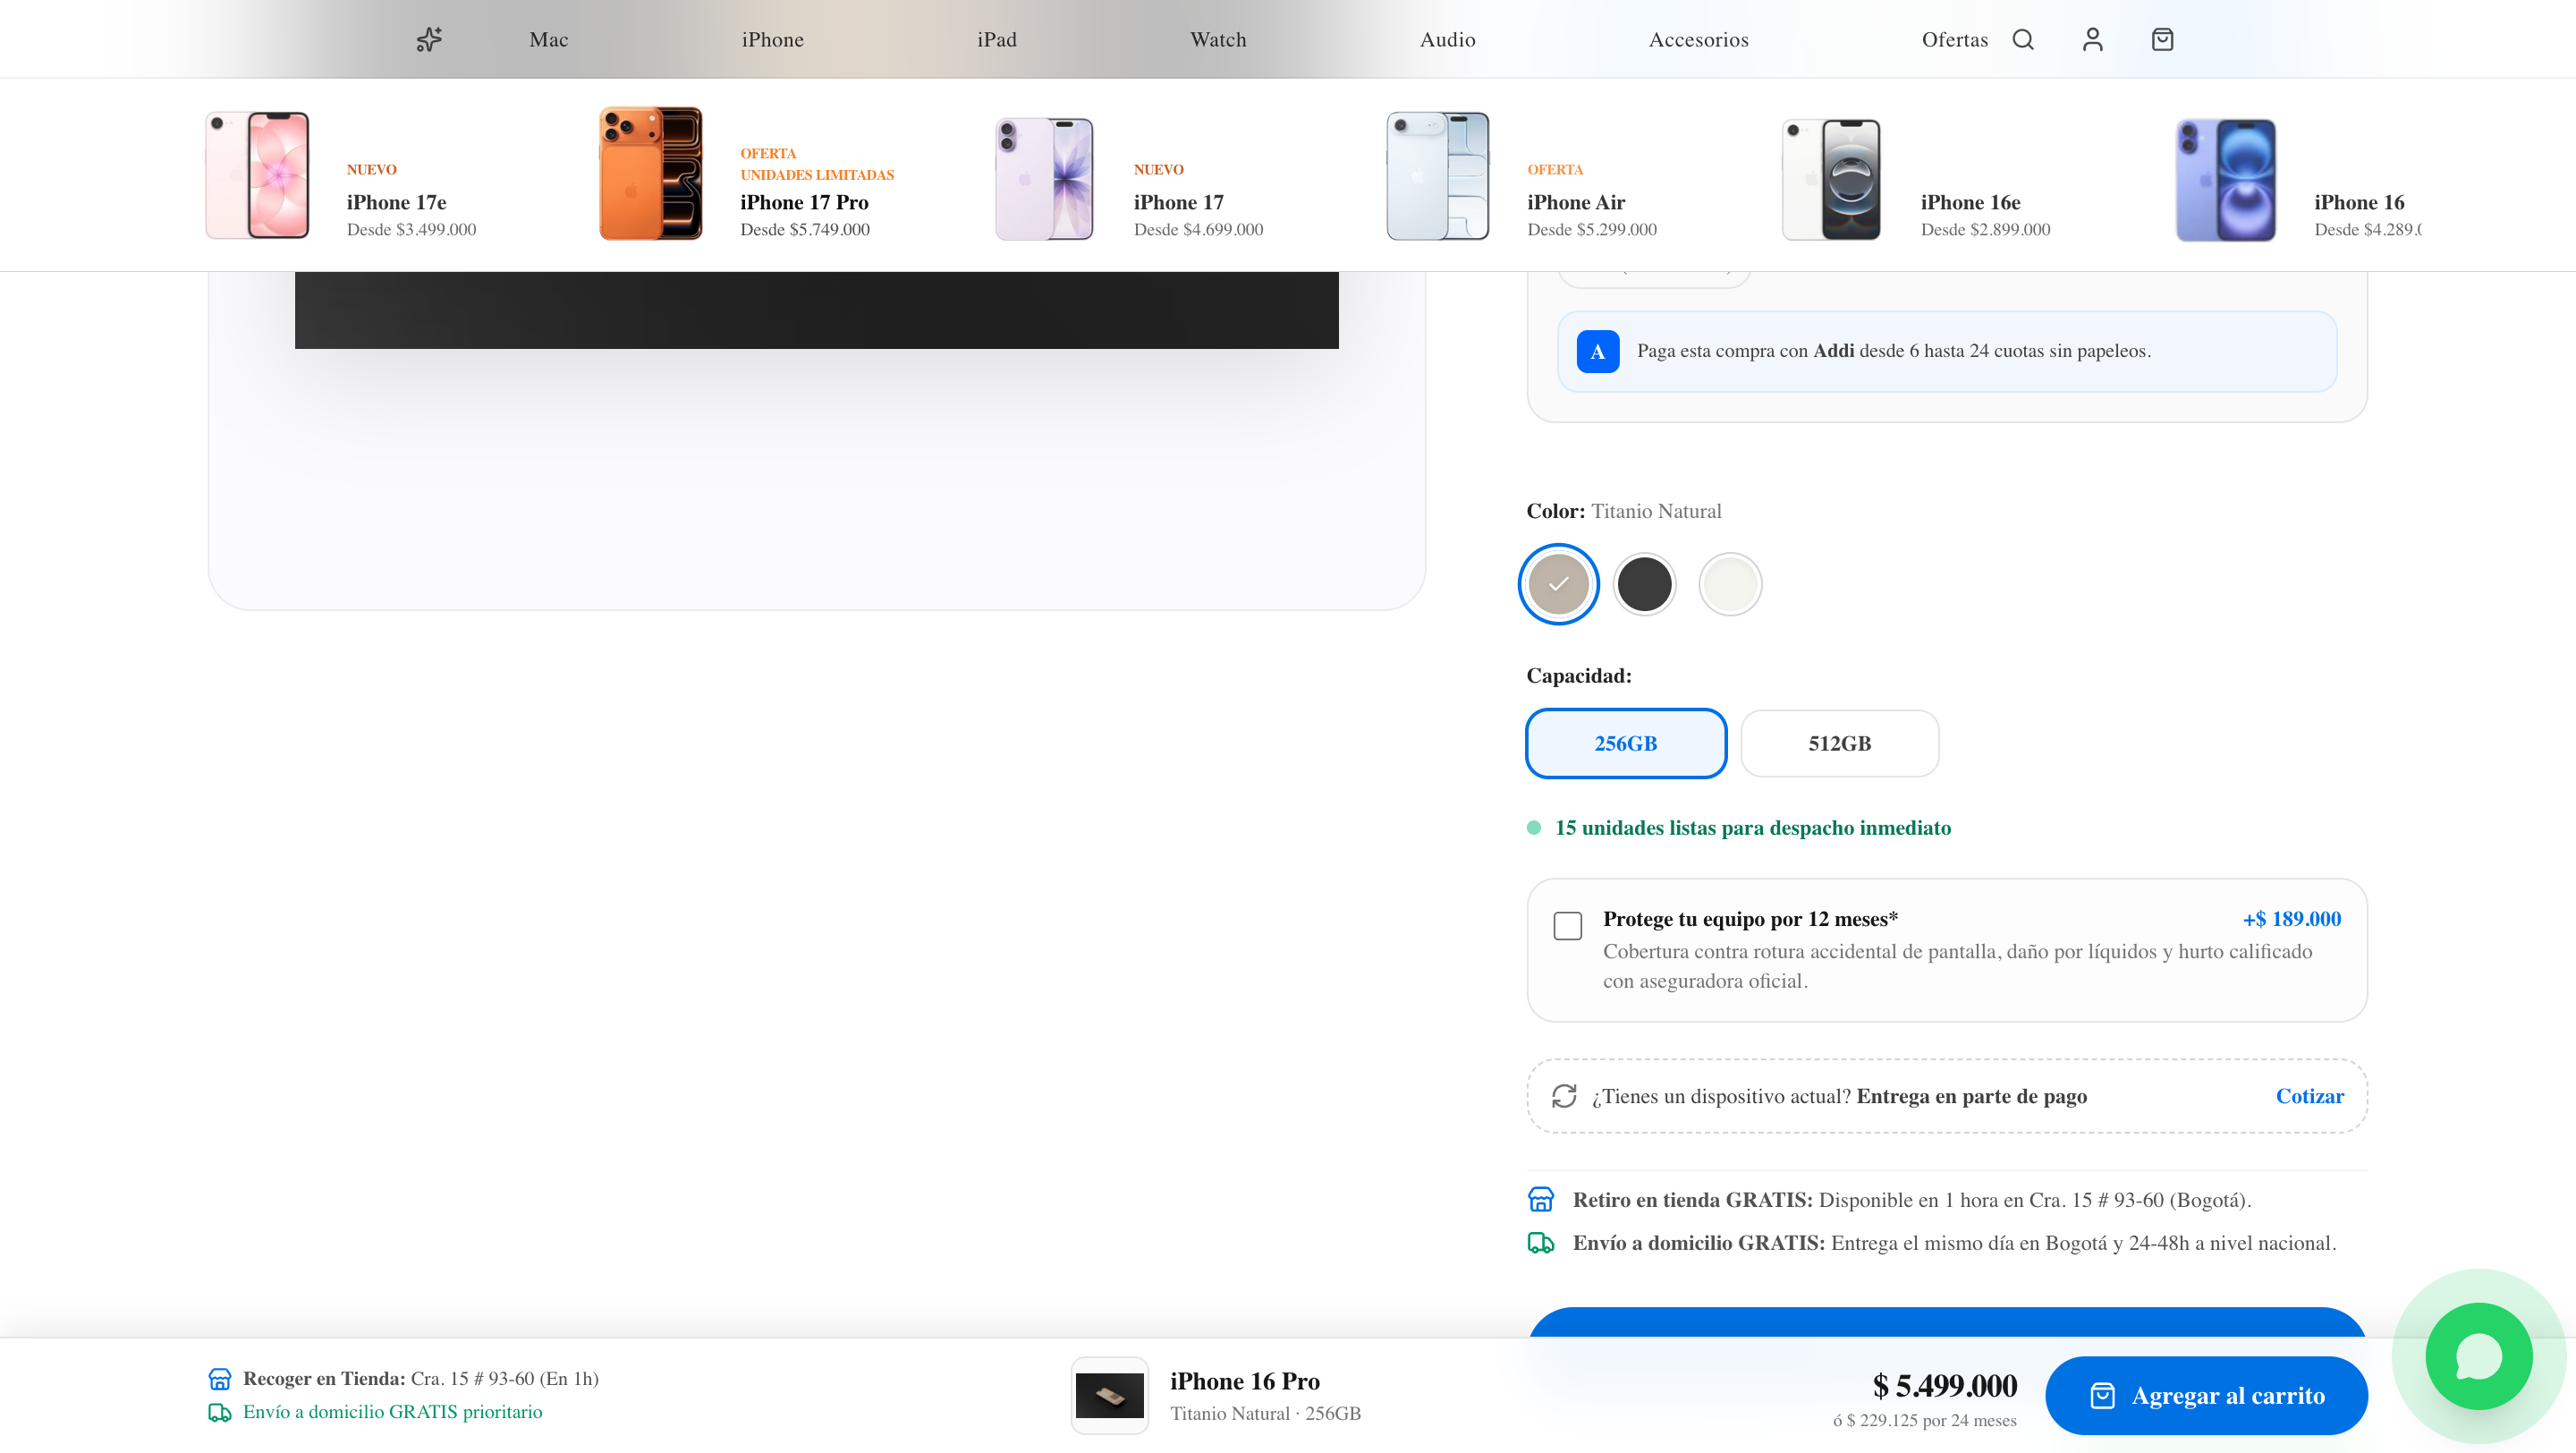 Mac
iPhone
iPad
Watch
Audio
Accesorios
Ofertas
NUEVO
iPhone 17e
Desde $3.499.000
OFERTA
UNIDADES LIMITADAS
iPhone 17 Pro
Desde $5.749.000
NUEVO
iPhone 17
Desde $4.699.000
OFERTA
iPhone Air
Desde $5.299.000
iPhone 16e
Desde $2.899.000
iPhone 16
Desde $4.289.0
A
Paga esta compra con Addi desde 6 hasta 24 cuotas sin papeleos.
Color: Titanio Natural
Capacidad:
256GB
512GB
15 unidades listas para despacho inmediato
Protege tu equipo por 12 meses*
+$ 189.000
Cobertura contra rotura accidental de pantalla, daño por líquidos y hurto calificado
con aseguradora oficial.
¿Tienes un dispositivo actual? Entrega en parte de pago
Cotizar
Retiro en tienda GRATIS: Disponible en 1 hora en Cra. 15 # 93-60 (Bogotá).
Envío a domicilio GRATIS: Entrega el mismo día en Bogotá y 24-48h a nivel nacional.
Recoger en Tienda: Cra. 15 # 93-60 (En 1h)
Envío a domicilio GRATIS prioritario
iPhone 16 Pro
Titanio Natural · 256GB
$ 5.499.000
ó $ 229.125 por 24 meses
Agregar al carrito